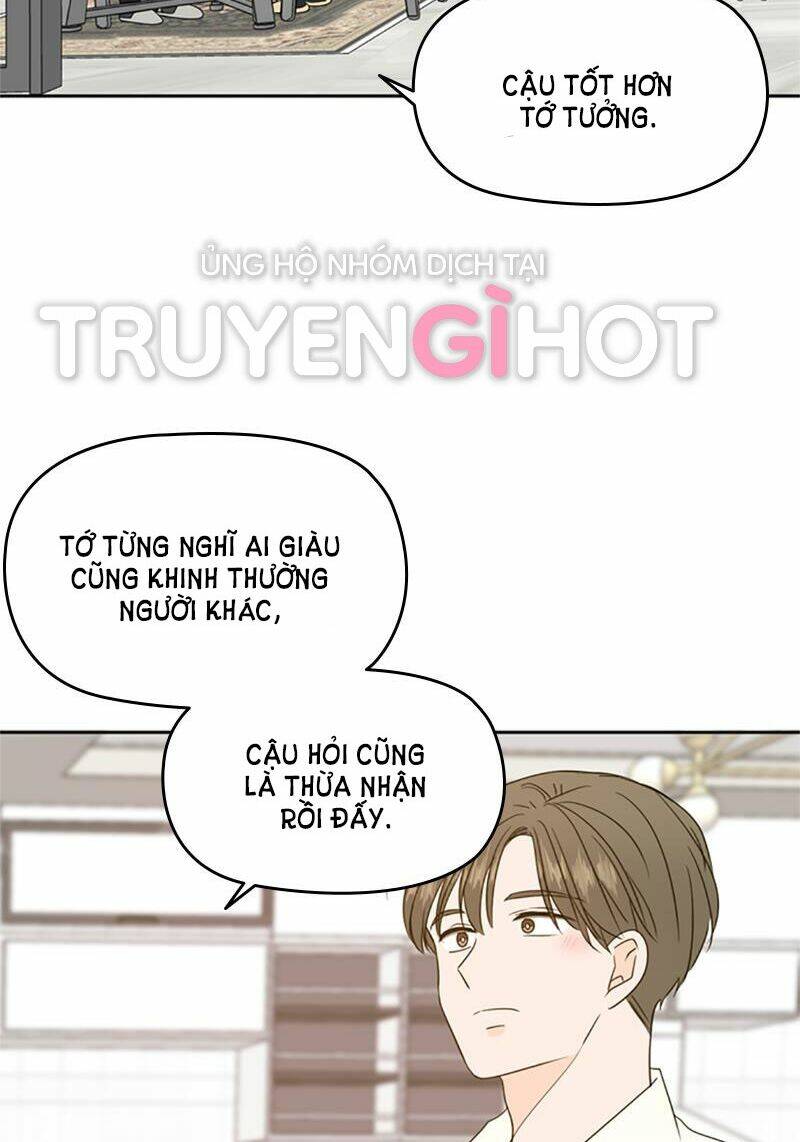 CẬU TỐT HƠN
TỚ TƯỞNG.
ỦNG HỘ NHÓM DỊCH TẠI
TRUYENGÌHOT
TỚ TỪNG NGHĨ AI GIÀU
CŨNG KHINH THƯỜNG
NGƯỜI KHÁC,
CẬU HỎI CŨNG
LÀ THỪA NHẬN
RỒI ĐẤY.